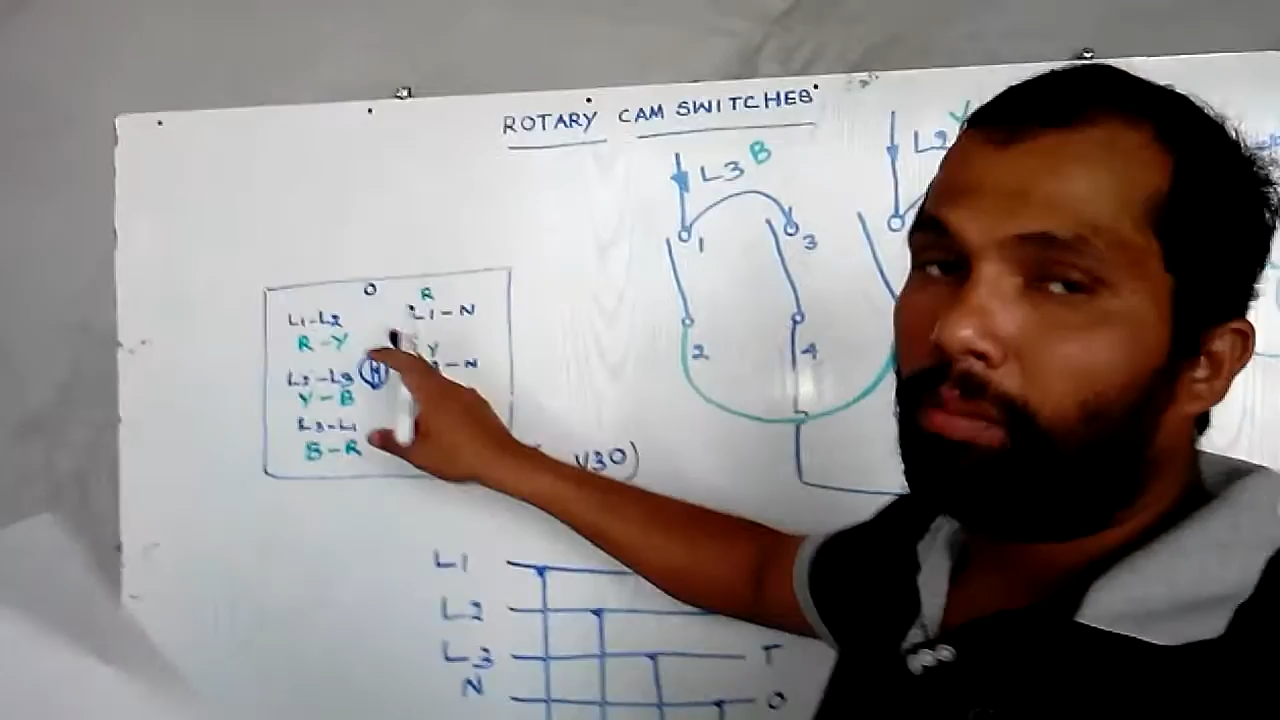 ROTARY CAM SWITCHES
L3 B
L2
1
3
2
4
O
L1-L2
R-Y
L2-L3
Y-B
L3-L1
B-R
R
L1-N
Y
-N
V30)
L1
L2
L3
N
T
O